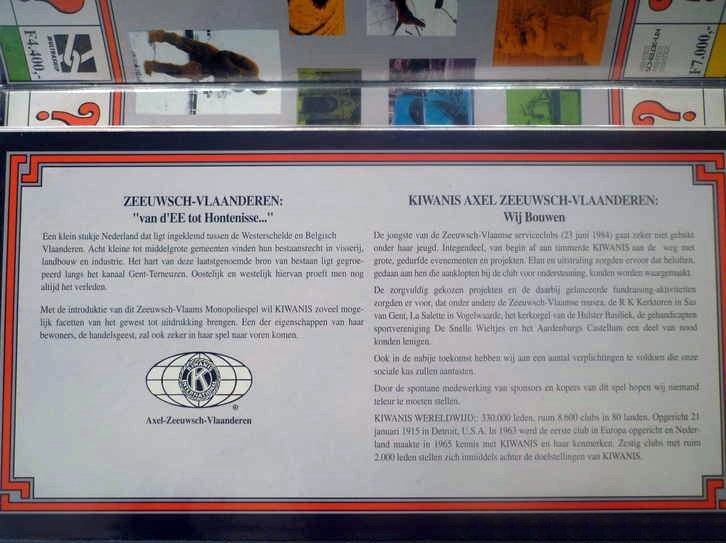 F4.400,-
F7.000,-
ZEEUWSCH-VLAANDEREN:
"van d'EE tot Hontenisse..."
Een klein stukje Nederland dat ligt ingeklemd tussen de Westerschelde en Belgisch
Vlaanderen. Acht kleine tot middelgrote gemeenten vinden hun bestaansrecht in visserij,
landbouw en industrie. Het hart van deze laatstgenoemde bron van bestaan ligt gegroe-
peerd langs het kanaal Gent-Terneuzen. Oostelijk en westelijk hiervan proeft men nog
altijd het verleden.
Met de introduktie van dit Zeeuwsch-Vlaams Monopoliespel wil KIWANIS zoveel moge-
lijk facetten van het gewest tot uitdrukking brengen. Een der eigenschappen van haar
bewoners, de handelsgeest, zal ook zeker in haar spel naar voren komen.
KIWANIS
K
INTERNATIONAL
®
Axel-Zeeuwsch-Vlaanderen
KIWANIS AXEL ZEEUWSCH-VLAANDEREN:
Wij Bouwen
De jongste van de Zeeuwsch-Vlaamse serviceclubs (23 juni 1984) gaat zeker niet gebukt
onder haar jeugd. Integendeel, van begin af aan timmerde KIWANIS aan de weg met
grote, gedurfde evenementen en projekten. Elan en uitstraling zorgden ervoor dat beloften,
gedaan aan hen die aanklopten bij de club voor ondersteuning, konden worden waargemaakt.
De zorgvuldig gekozen projekten en de daarbij gelanceerde fundraising-aktiviteiten
zorgden er voor, dat onder andere de Zeeuwsch-Vlaamse musea, de R K Kerktoren in Sas
van Gent, La Salette in Vogelwaarde, het kerkorgel van de Hulster Basiliek, de gehandicapten
sportvereniging De Snelle Wieltjes en het Aardenburgs Castellum een deel van nood
konden lenigen.
Ook in de nabije toekomst hebben wij aan een aantal verplichtingen te voldoen die onze
sociale kas zullen aantasten.
Door de spontane medewerking van sponsors en kopers van dit spel hopen wij niemand
teleur te moeten stellen.
KIWANIS WERELDWIJD: 330.000 leden, ruim 8.600 clubs in 80 landen. Opgericht 21
januari 1915 in Detroit, U.S.A. In 1963 werd de eerste club in Europa opgericht en Neder-
land maakte in 1965 kennis met KIWANIS en haar kenmerken. Zestig clubs met ruim
2.000 leden stellen zich inmiddels achter de doelstellingen van KIWANIS.